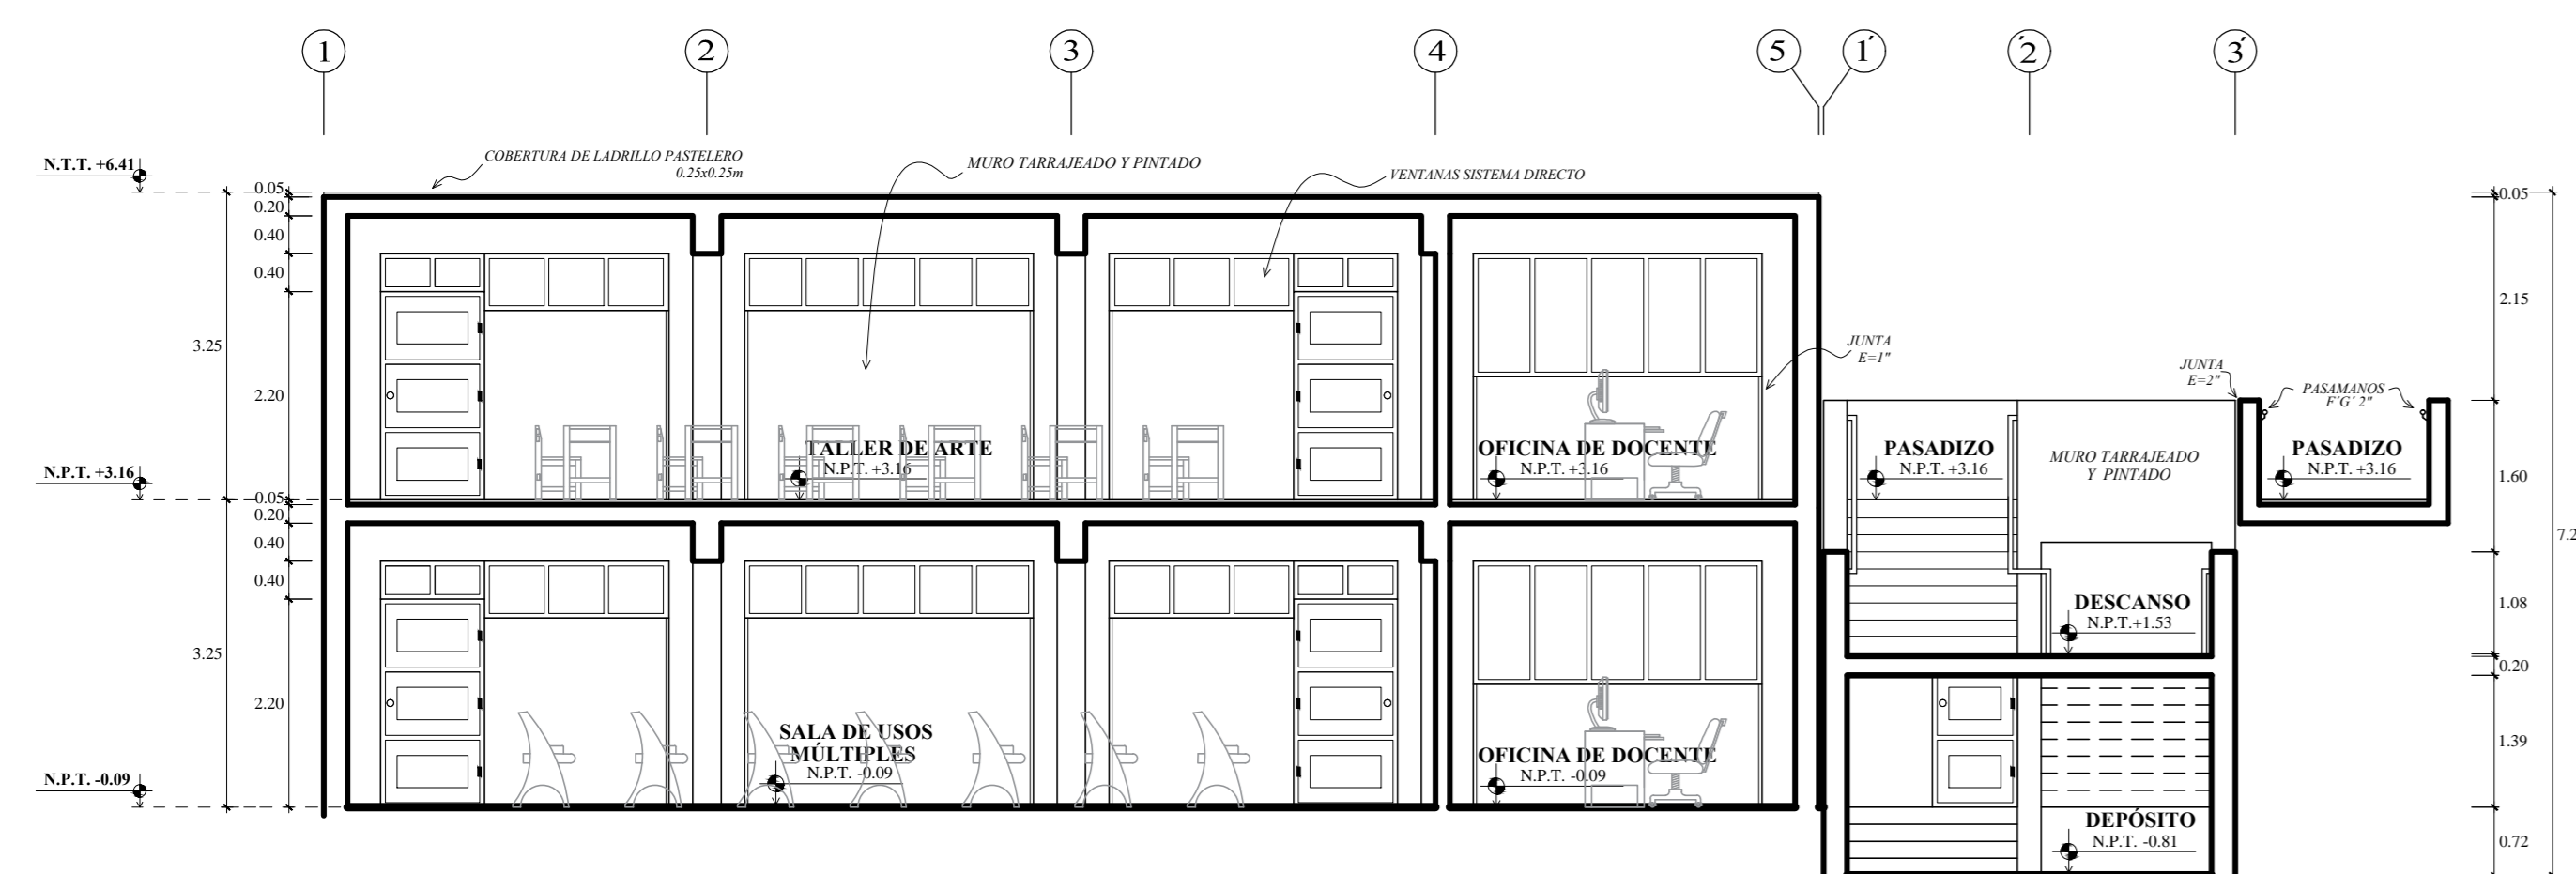 1 2 3 4 5 1' 2' 3'
N.T.T. +6.41
COBERTURA DE LADRILLO PASTELERO
0.25x0.25m
MURO TARRAJEADO Y PINTADO
VENTANAS SISTEMA DIRECTO
0.05
0.20
0.40
0.40
3.25
2.20
N.P.T. +3.16
0.05
0.20
0.40
0.40
3.25
2.20
N.P.T. -0.09
TALLER DE ARTE
N.P.T. +3.16
OFICINA DE DOCENTE
N.P.T. +3.16
JUNTA
E=1"
PASADIZO
N.P.T. +3.16
MURO TARRAJEADO
Y PINTADO
JUNTA
E=2"
PASAMANOS
F'G' 2"
PASADIZO
N.P.T. +3.16
SALA DE USOS
MÚLTIPLES
N.P.T. -0.09
OFICINA DE DOCENTE
N.P.T. -0.09
DESCANSO
N.P.T.+1.53
DEPÓSITO
N.P.T. -0.81
0.05
2.15
1.60
1.08
0.20
1.39
0.72